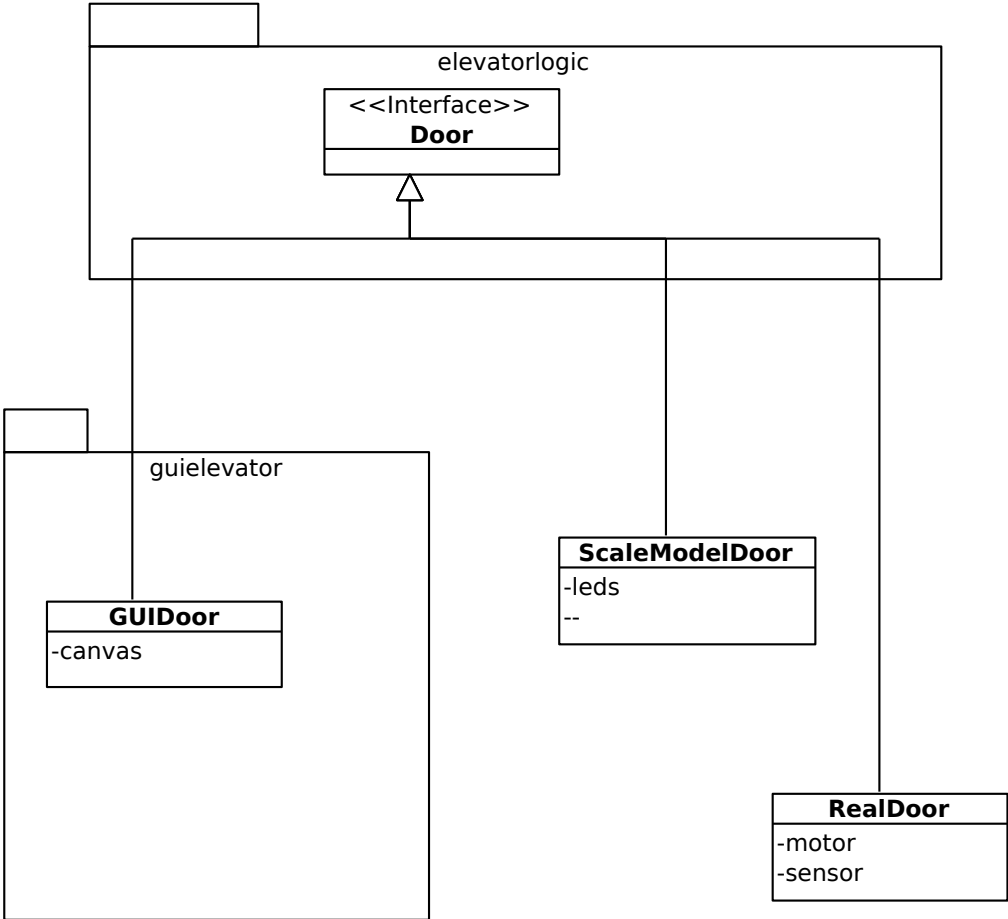 elevatorlogic
<<Interface>>
Door
guielevator
GUIDoor
-canvas
ScaleModelDoor
-leds
--
RealDoor
-motor
-sensor